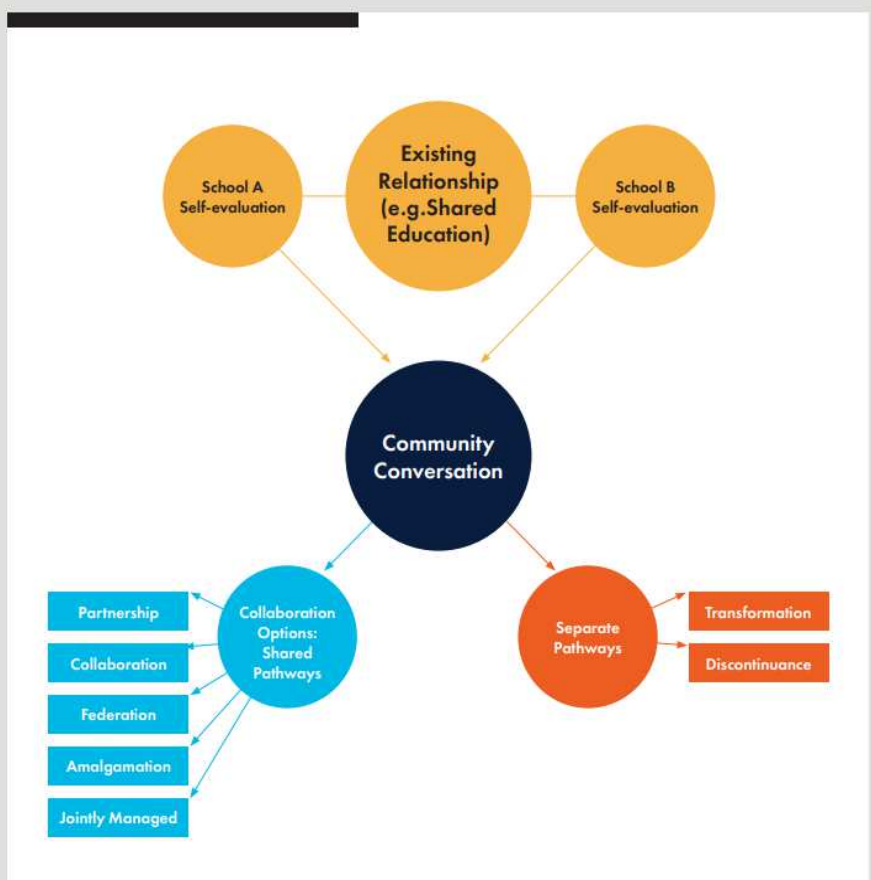 School A
Self-evaluation
Existing
Relationship
(e.g.Shared
Education)
School B
Self-evaluation
Community
Conversation
Collaboration
Options:
Shared
Pathways
Partnership
Collaboration
Federation
Amalgamation
Jointly Managed
Separate
Pathways
Transformation
Discontinuance